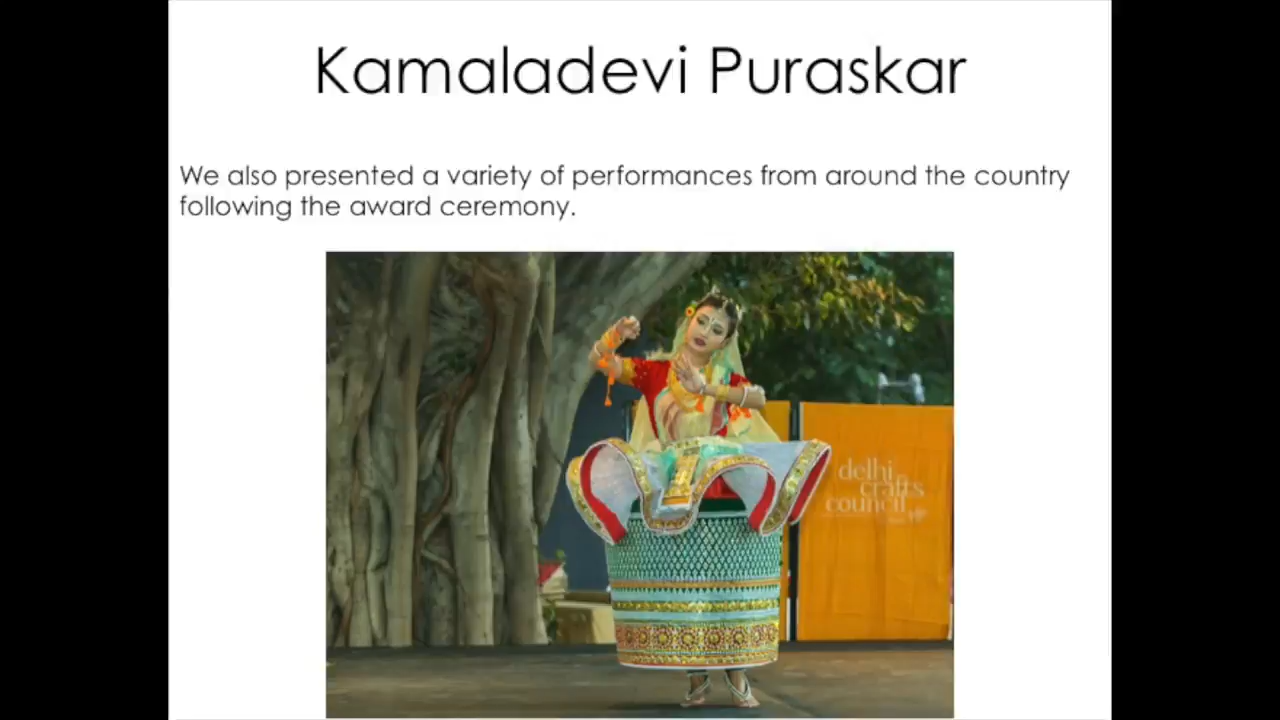 Kamaladevi Puraskar
We also presented a variety of performances from around the country
following the award ceremony.
delhi
crafts
council